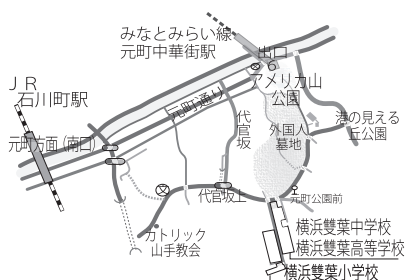 みなとみらい線
元町中華街駅
出口
アメリカ山
公園
JR
石川町駅
元町通り
元町方面(南口)
代官坂
外国人
墓地
港の見える
丘公園
代官坂上
元町公園前
カトリック
山手教会
横浜雙葉中学校
横浜雙葉高等学校
横浜雙葉小学校